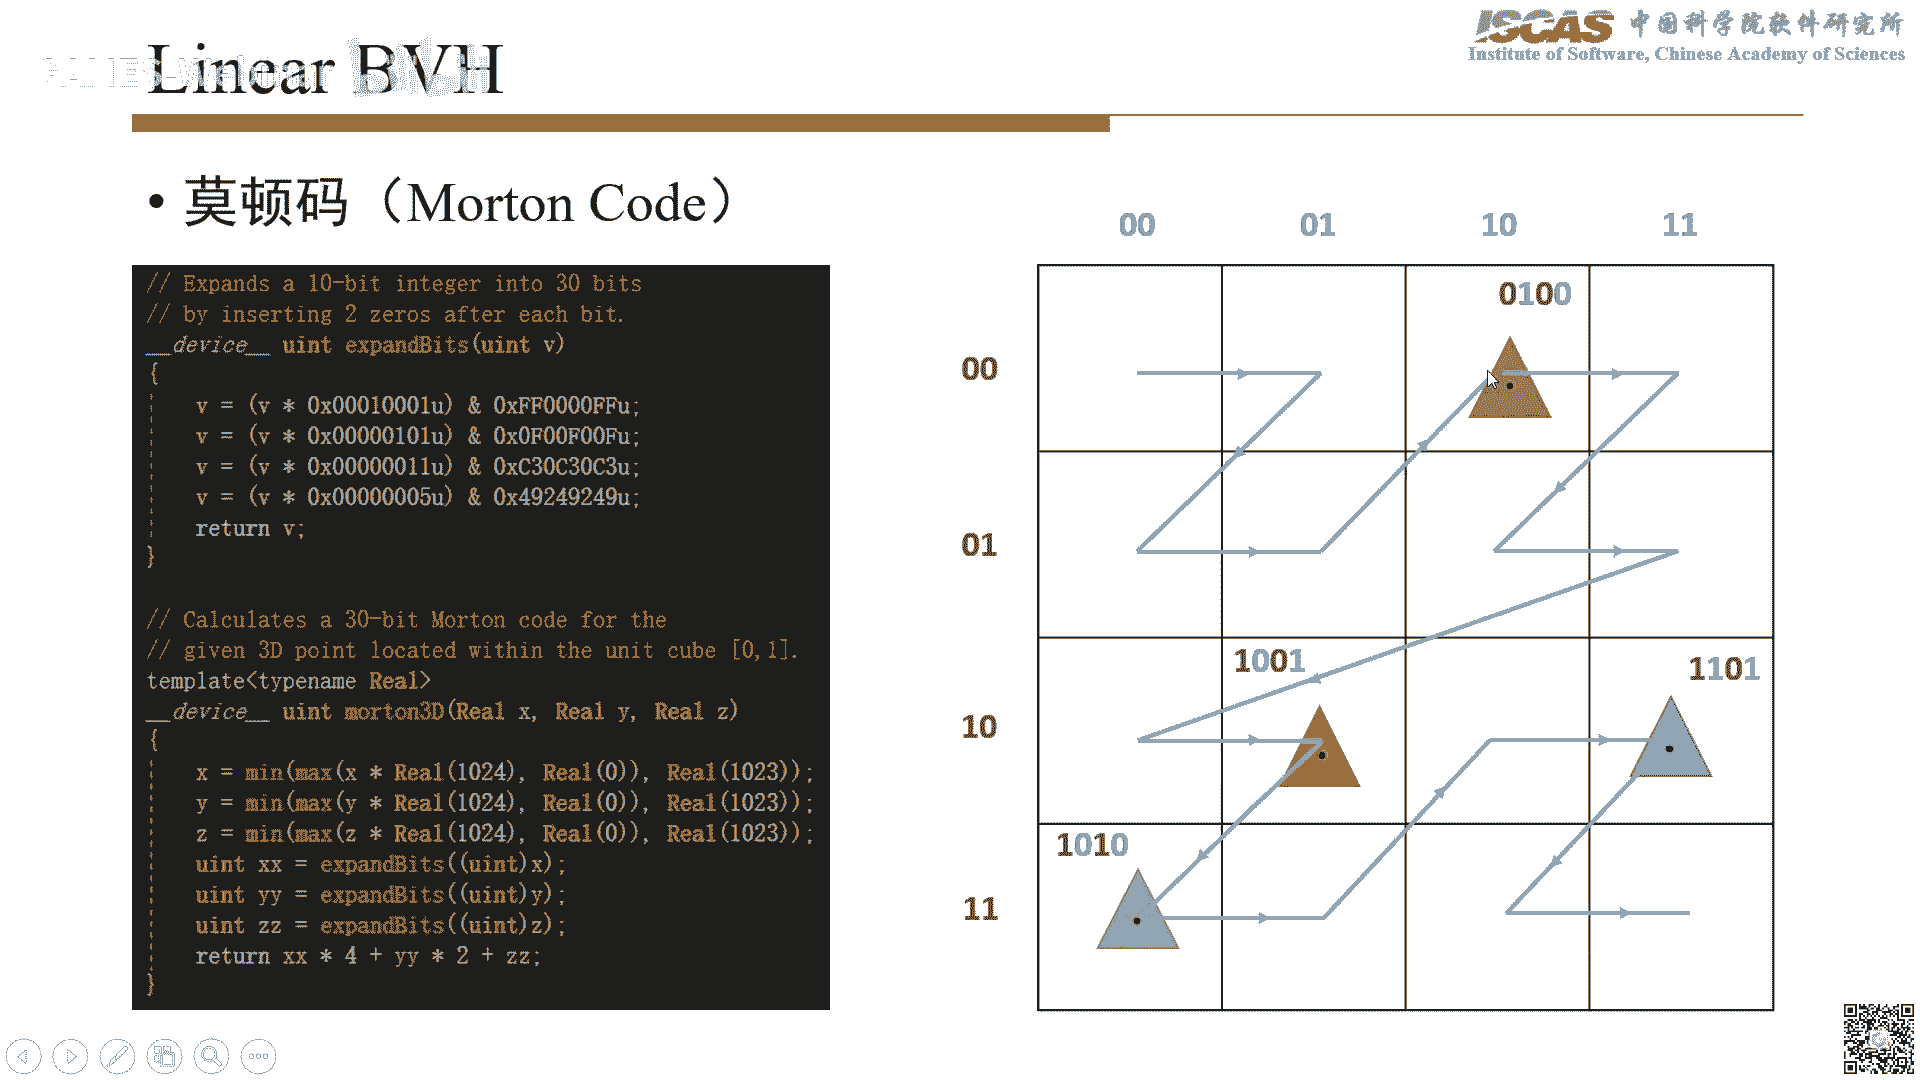 ISCAS 中国科学院软件研究所
Institute of Software, Chinese Academy of Sciences
Linear BVH
• 莫顿码（Morton Code）
// Expands a 10-bit integer into 30 bits
// by inserting 2 zeros after each bit.
__device__ uint expandBits(uint v)
{
v = (v * 0x00010001u) & 0xFF0000FFu;
v = (v * 0x00000101u) & 0x0F00F00Fu;
v = (v * 0x00000011u) & 0xC30C30C3u;
v = (v * 0x00000005u) & 0x49249249u;
return v;
}
// Calculates a 30-bit Morton code for the
// given 3D point located within the unit cube [0,1].
template<typename Real>
__device__ uint morton3D(Real x, Real y, Real z)
{
x = min(max(x * Real(1024), Real(0)), Real(1023));
y = min(max(y * Real(1024), Real(0)), Real(1023));
z = min(max(z * Real(1024), Real(0)), Real(1023));
uint xx = expandBits((uint)x);
uint yy = expandBits((uint)y);
uint zz = expandBits((uint)z);
return xx * 4 + yy * 2 + zz;
}
00 01 10 11
0100
00
01
1001 1101
10
1010
11